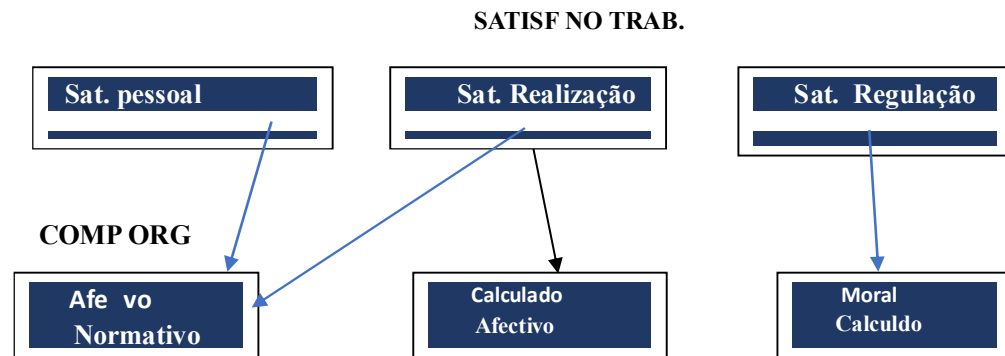 SATISF NO TRAB.
Sat. pessoal
Sat. Realização
Sat. Regulação
COMP ORG
Afe vo
Normativo
Calculado
Afectivo
Moral
Calculdo